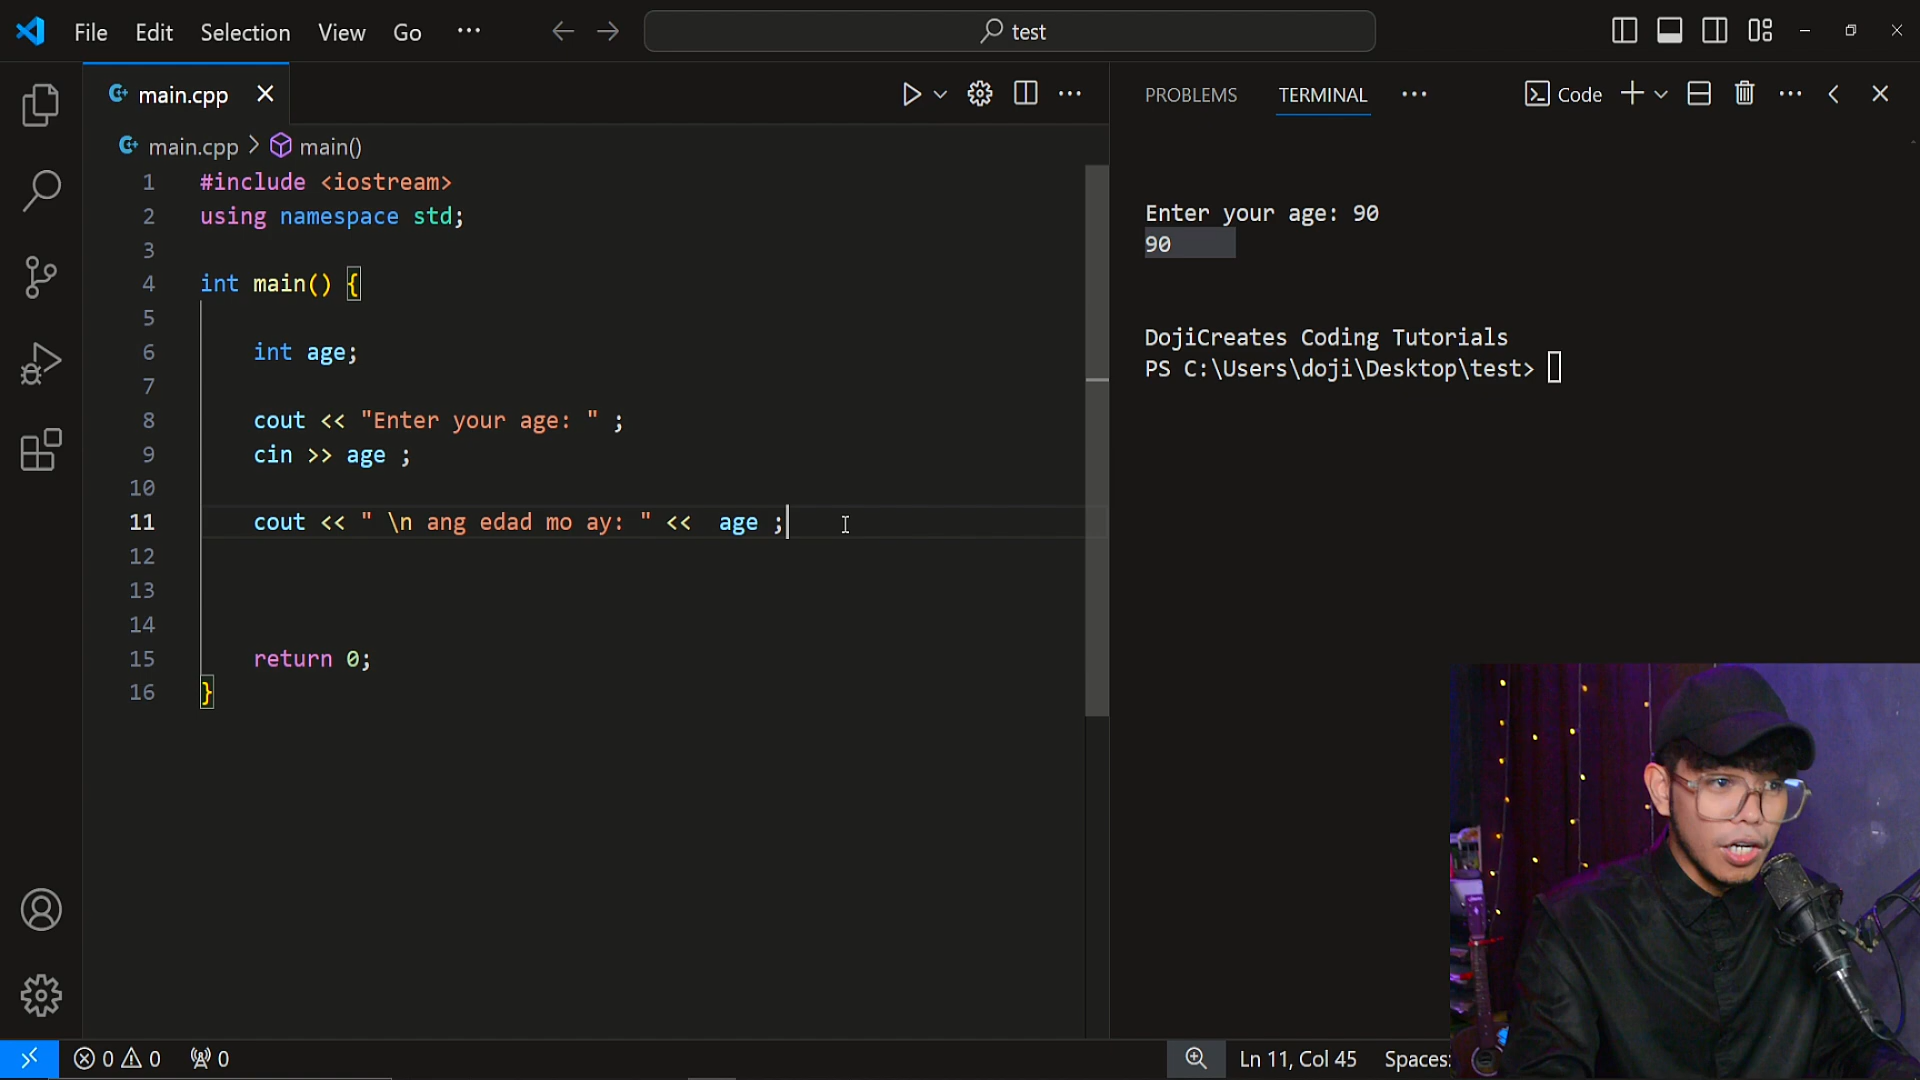 File Edit Selection View Go ··· test
main.cpp
main.cpp > main()
1 #include <iostream>
2 using namespace std;
3
4 int main() {
5
6 int age;
7
8 cout << "Enter your age: " ;
9 cin >> age ;
10
11 cout << " \n ang edad mo ay: " <<  age ;
12
13
14
15 return 0;
16 }
PROBLEMS TERMINAL ··· Code
Enter your age: 90
90
DojiCreates Coding Tutorials
PS C:\Users\doji\Desktop\test>
0 0 0 Ln 11, Col 45 Spaces: